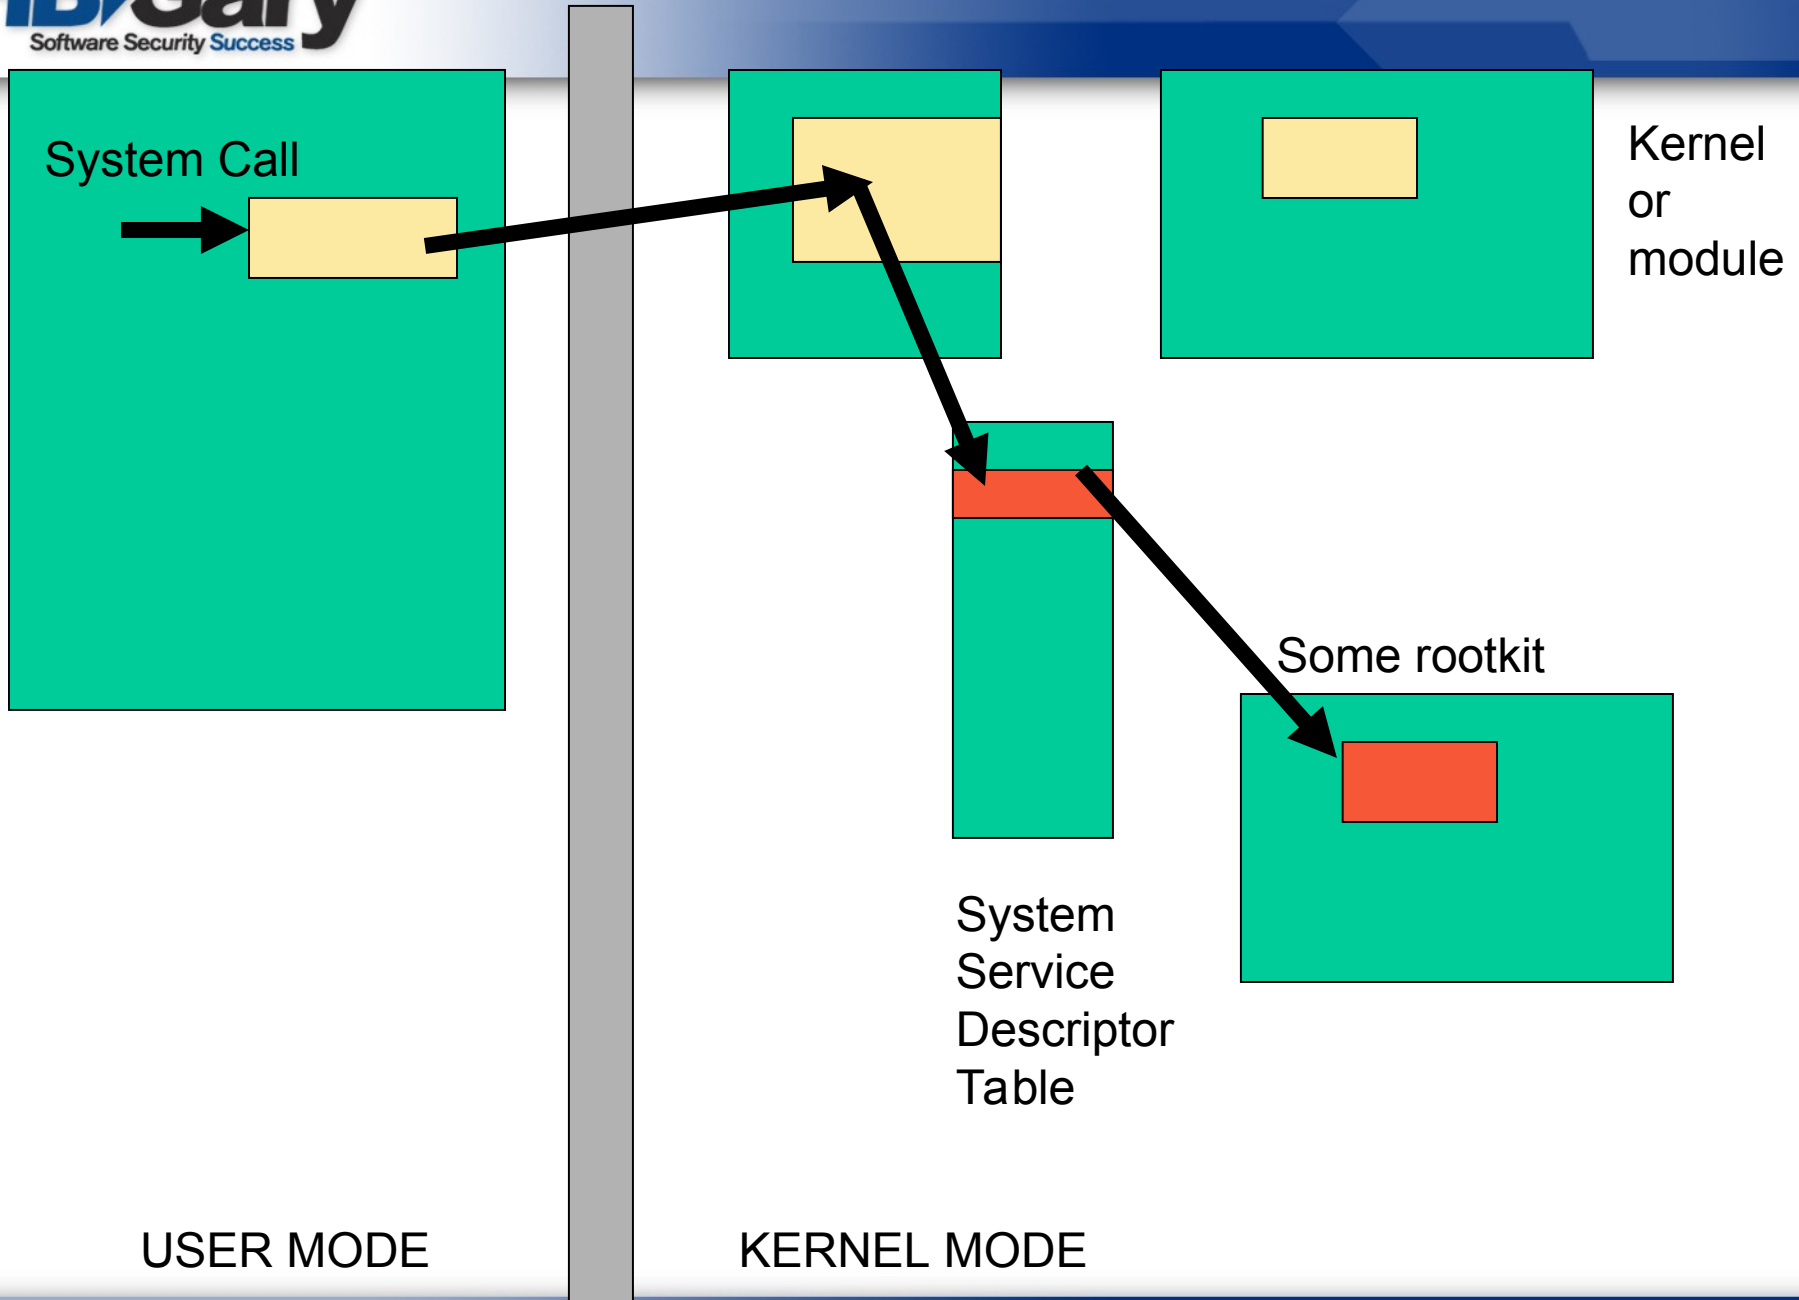 Software Security Success
System Call
Kernel
or
module
Some rootkit
System
Service
Descriptor
Table
USER MODE
KERNEL MODE